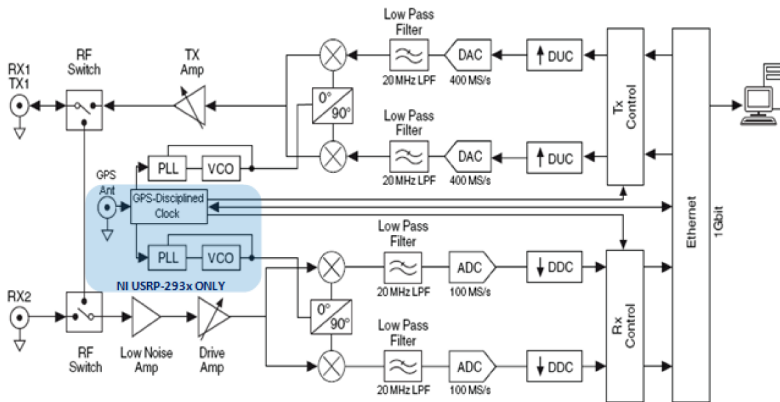 Low Pass
Filter
20 MHz LPF
DAC
400 MS/s
DUC
RX1
TX1
RF
Switch
TX
Amp
0°
90°
Low Pass
Filter
20 MHz LPF
DAC
400 MS/s
DUC
Tx
Control
PLL
VCO
GPS
Ant
GPS-Disciplined
Clock
PLL
VCO
NI USRP-293x ONLY
Ethernet
1Gbit
Low Pass
Filter
20 MHz LPF
ADC
100 MS/s
DDC
RX2
RF
Switch
Low Noise
Amp
Drive
Amp
0°
90°
Low Pass
Filter
20 MHz LPF
ADC
100 MS/s
DDC
Rx
Control